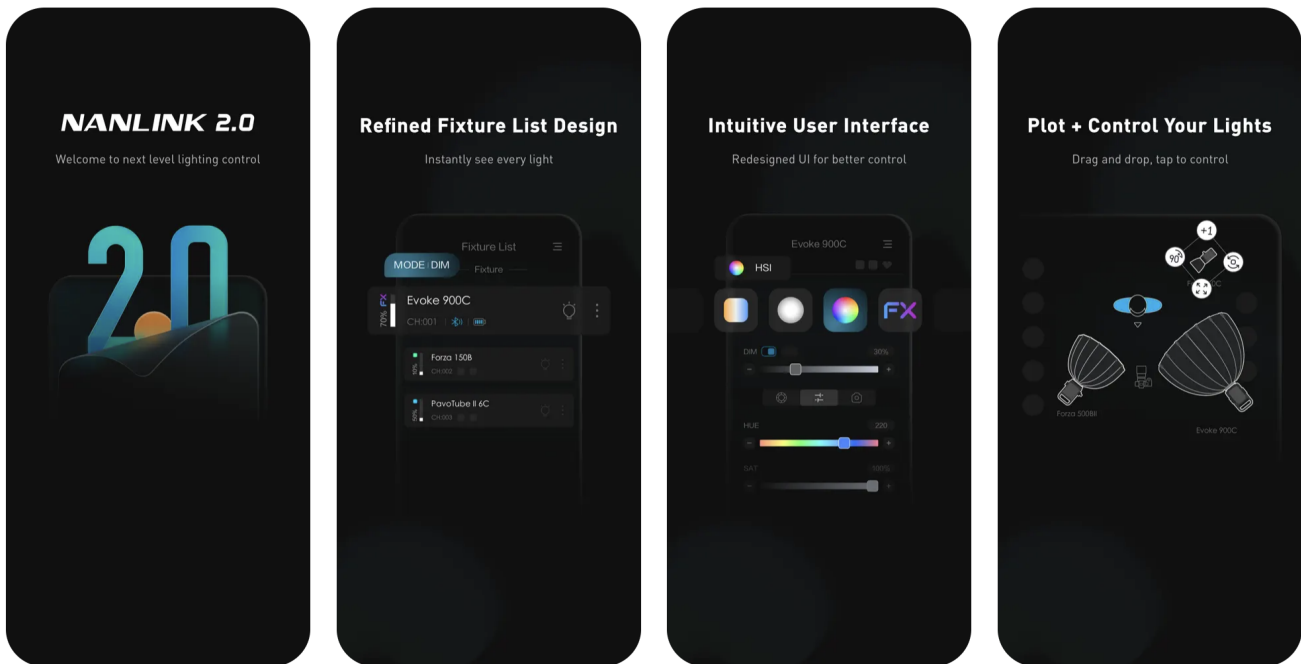 NANLINK 2.0
Welcome to next level lighting control
2.0
Refined Fixture List Design
Instantly see every light
Fixture List
MODE DIM
Fixture
FX
70%
Evoke 900C
CH:001
10%
Forza 150B
CH:002
50%
PavoTube II 6C
CH:003
Intuitive User Interface
Redesigned UI for better control
Evoke 900C
HSI
FX
DIM
30%
HUE
220
SAT
100%
Plot + Control Your Lights
Drag and drop, tap to control
+1
90°
Forza 500BII
Evoke 900C